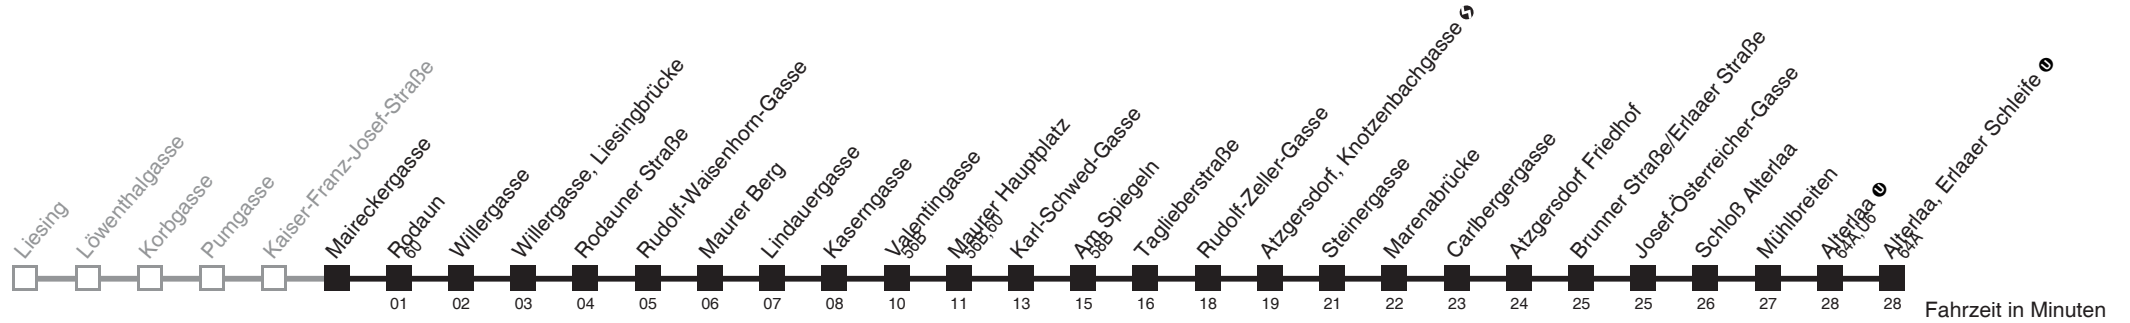 Liesing
Löwenthalgasse
Korbgasse
Purngasse
Kaiser-Franz-Josef-Straße
Maireckergasse
Rodaun
60
Willergasse
Willergasse, Liesingbrücke
Rodauner Straße
Rudolf-Waisenhorn-Gasse
Maurer Berg
Lindauergasse
Kaserngasse
Valentingasse
56B
Maurer Hauptplatz
56B,60
Karl-Schwed-Gasse
Am Spiegeln
58B
Taglieberstraße
Rudolf-Zeller-Gasse
Atzgersdorf, Knotzenbachgasse S
Steinergasse
Marenabrücke
Carlbergergasse
Atzgersdorf Friedhof
Brunner Straße/Erlaaer Straße
Josef-Österreicher-Gasse
Schloß Alterlaa
Mühlbreiten
Alterlaa U
64A,U6
Alterlaa, Erlaaer Schleife U
64A
01 02 03 04 05 06 07 08 10 11 13 15 16 18 19 21 22 23 24 25 25 26 27 28 28 Fahrzeit in Minuten